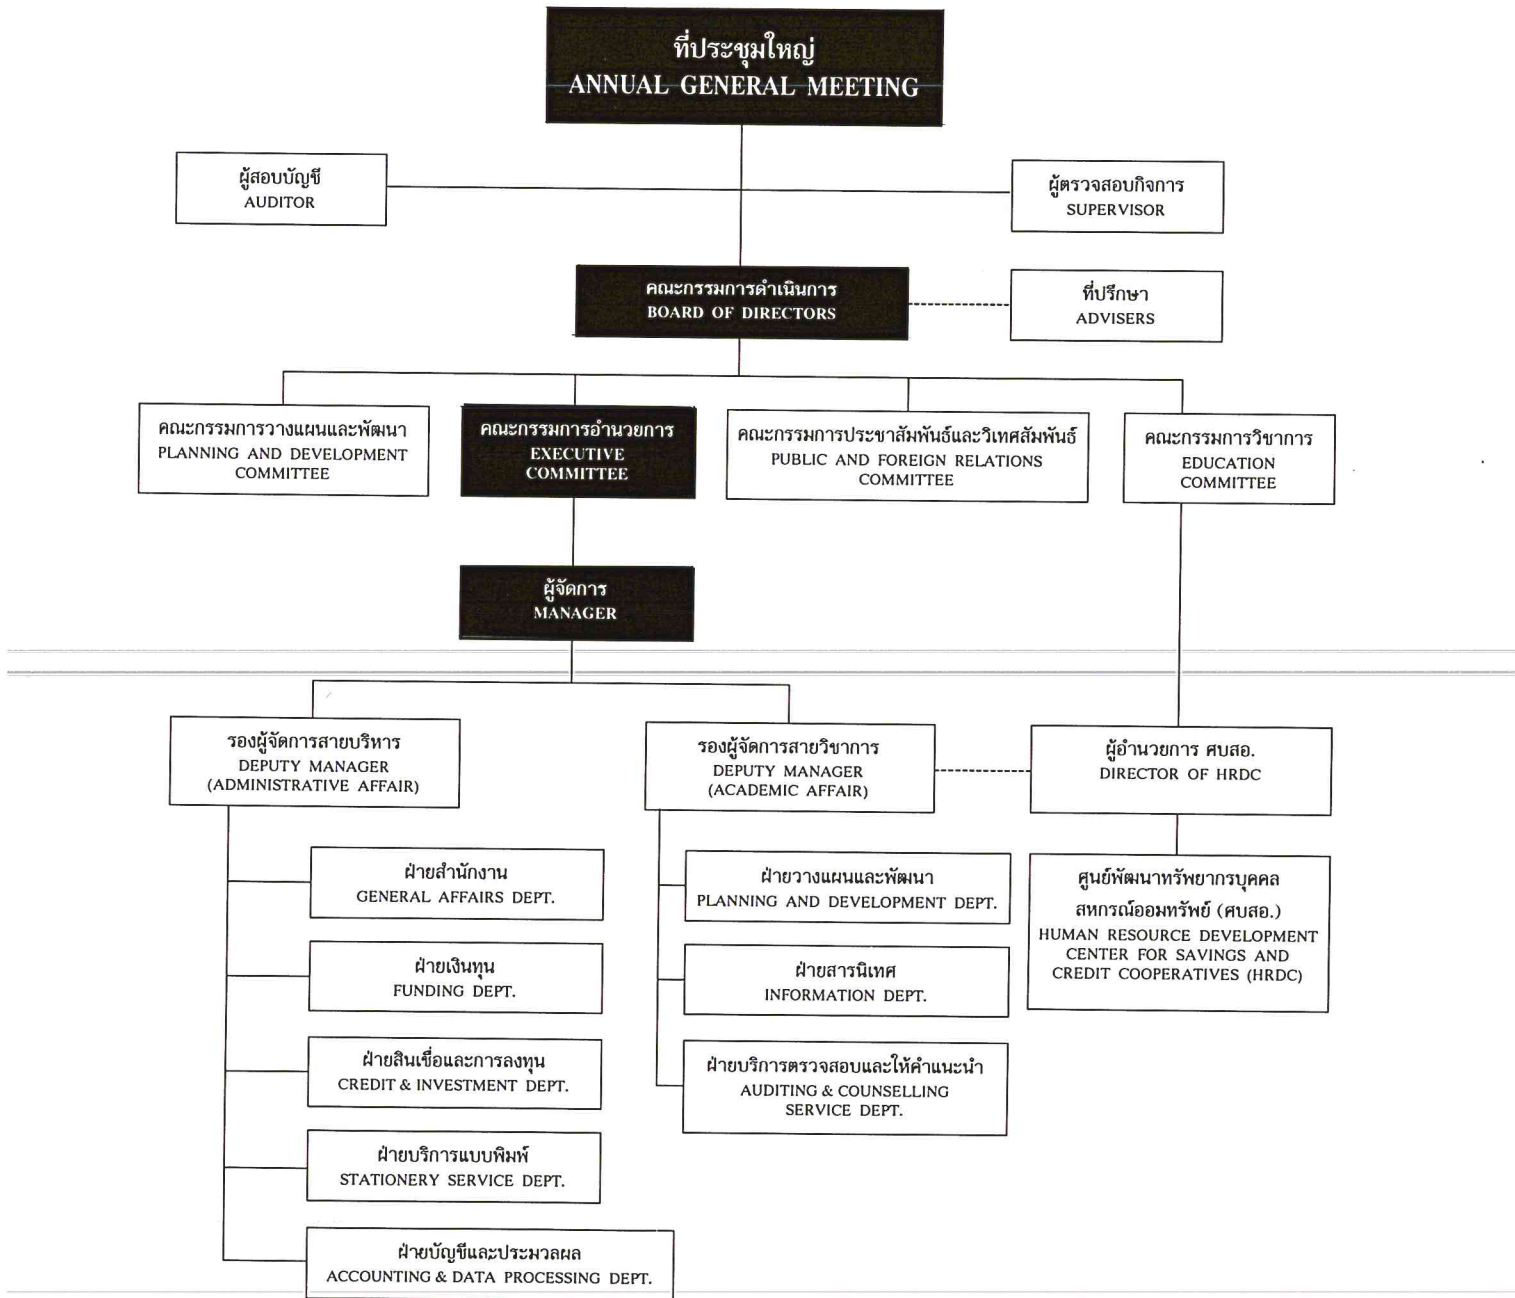 ที่ประชุมใหญ่
ANNUAL GENERAL MEETING
ผู้สอบบัญชี
AUDITOR
ผู้ตรวจสอบกิจการ
SUPERVISOR
คณะกรรมการดำเนินการ
BOARD OF DIRECTORS
ที่ปรึกษา
ADVISERS
คณะกรรมการวางแผนและพัฒนา
PLANNING AND DEVELOPMENT
COMMITTEE
คณะกรรมการอำนวยการ
EXECUTIVE
COMMITTEE
คณะกรรมการประชาสัมพันธ์และวิเทศสัมพันธ์
PUBLIC AND FOREIGN RELATIONS
COMMITTEE
คณะกรรมการวิชาการ
EDUCATION
COMMITTEE
ผู้จัดการ
MANAGER
รองผู้จัดการสายบริหาร
DEPUTY MANAGER
(ADMINISTRATIVE AFFAIR)
รองผู้จัดการสายวิชาการ
DEPUTY MANAGER
(ACADEMIC AFFAIR)
ผู้อำนวยการ ศบสอ.
DIRECTOR OF HRDC
ฝ่ายสำนักงาน
GENERAL AFFAIRS DEPT.
ฝ่ายเงินทุน
FUNDING DEPT.
ฝ่ายสินเชื่อและการลงทุน
CREDIT & INVESTMENT DEPT.
ฝ่ายบริการแบบพิมพ์
STATIONERY SERVICE DEPT.
ฝ่ายบัญชีและประมวลผล
ACCOUNTING & DATA PROCESSING DEPT.
ฝ่ายวางแผนและพัฒนา
PLANNING AND DEVELOPMENT DEPT.
ฝ่ายสารนิเทศ
INFORMATION DEPT.
ฝ่ายบริการตรวจสอบและให้คำแนะนำ
AUDITING & COUNSELLING
SERVICE DEPT.
ศูนย์พัฒนาทรัพยากรบุคคล
สหกรณ์ออมทรัพย์ (ศบสอ.)
HUMAN RESOURCE DEVELOPMENT
CENTER FOR SAVINGS AND
CREDIT COOPERATIVES (HRDC)